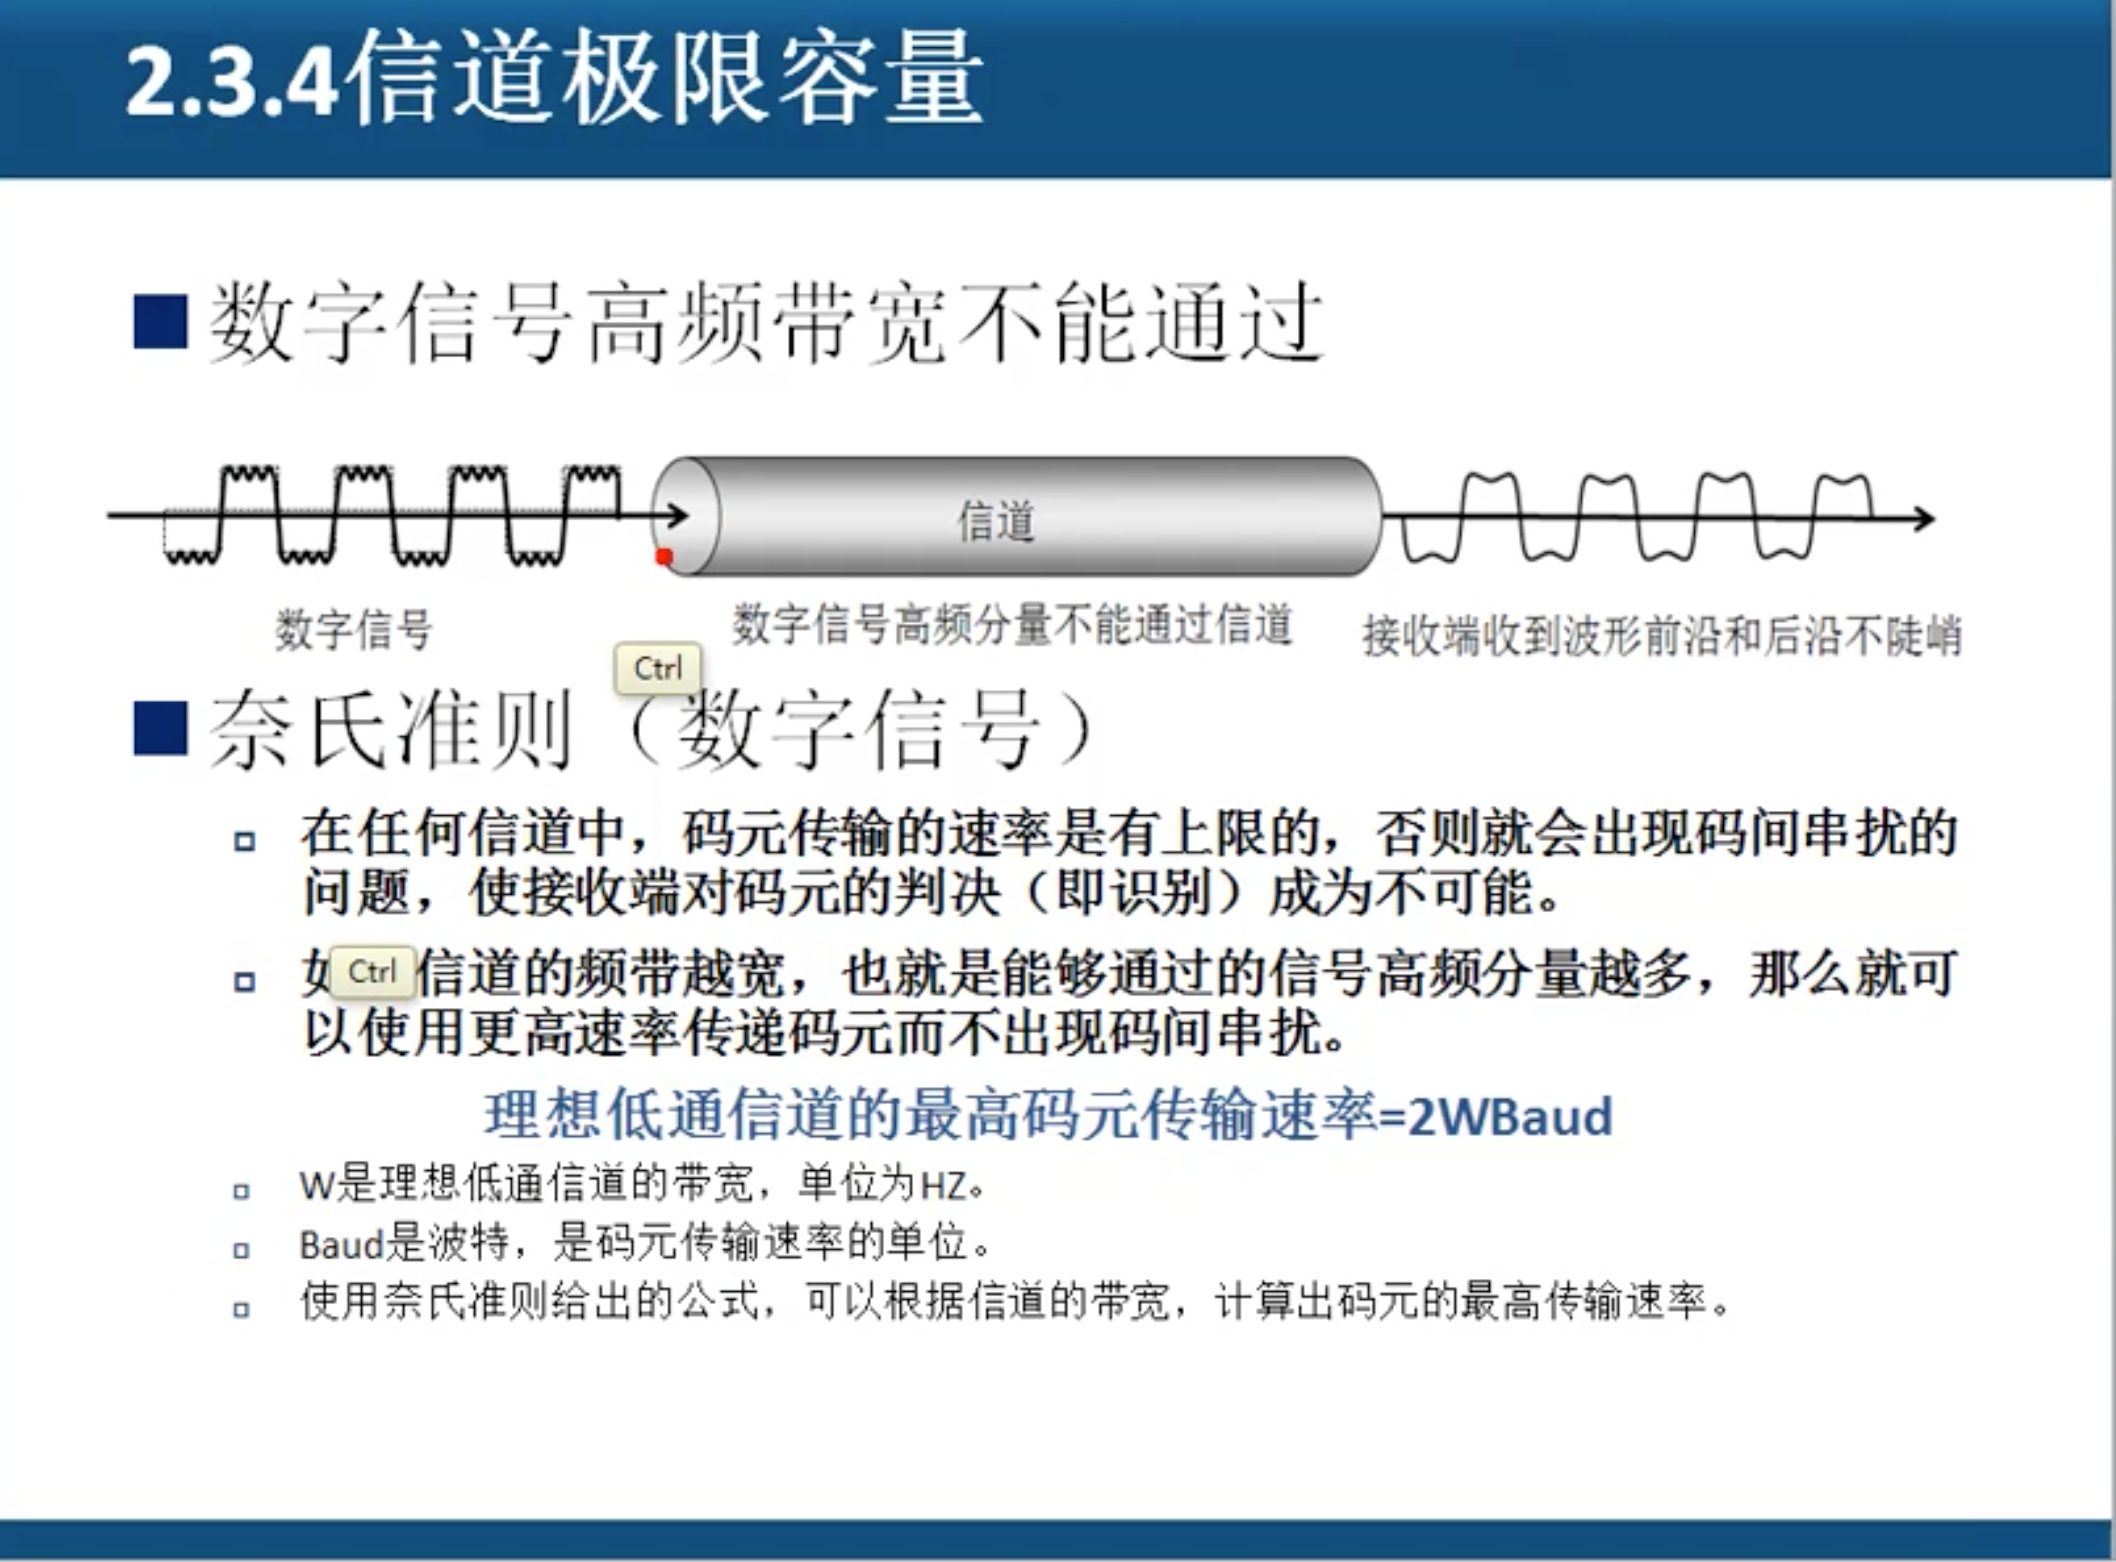 2.3.4信道极限容量
数字信号高频带宽不能通过
信道
数字信号
数字信号高频分量不能通过信道
接收端收到波形前沿和后沿不陡峭
Ctrl
奈氏准则（数字信号）
在任何信道中，码元传输的速率是有上限的，否则就会出现码间串扰的
问题，使接收端对码元的判决（即识别）成为不可能。
如 Ctrl 信道的频带越宽，也就是能够通过的信号高频分量越多，那么就可
以使用更高速率传递码元而不出现码间串扰。
理想低通信道的最高码元传输速率=2WBaud
W是理想低通信道的带宽，单位为HZ。
Baud是波特，是码元传输速率的单位。
使用奈氏准则给出的公式，可以根据信道的带宽，计算出码元的最高传输速率。